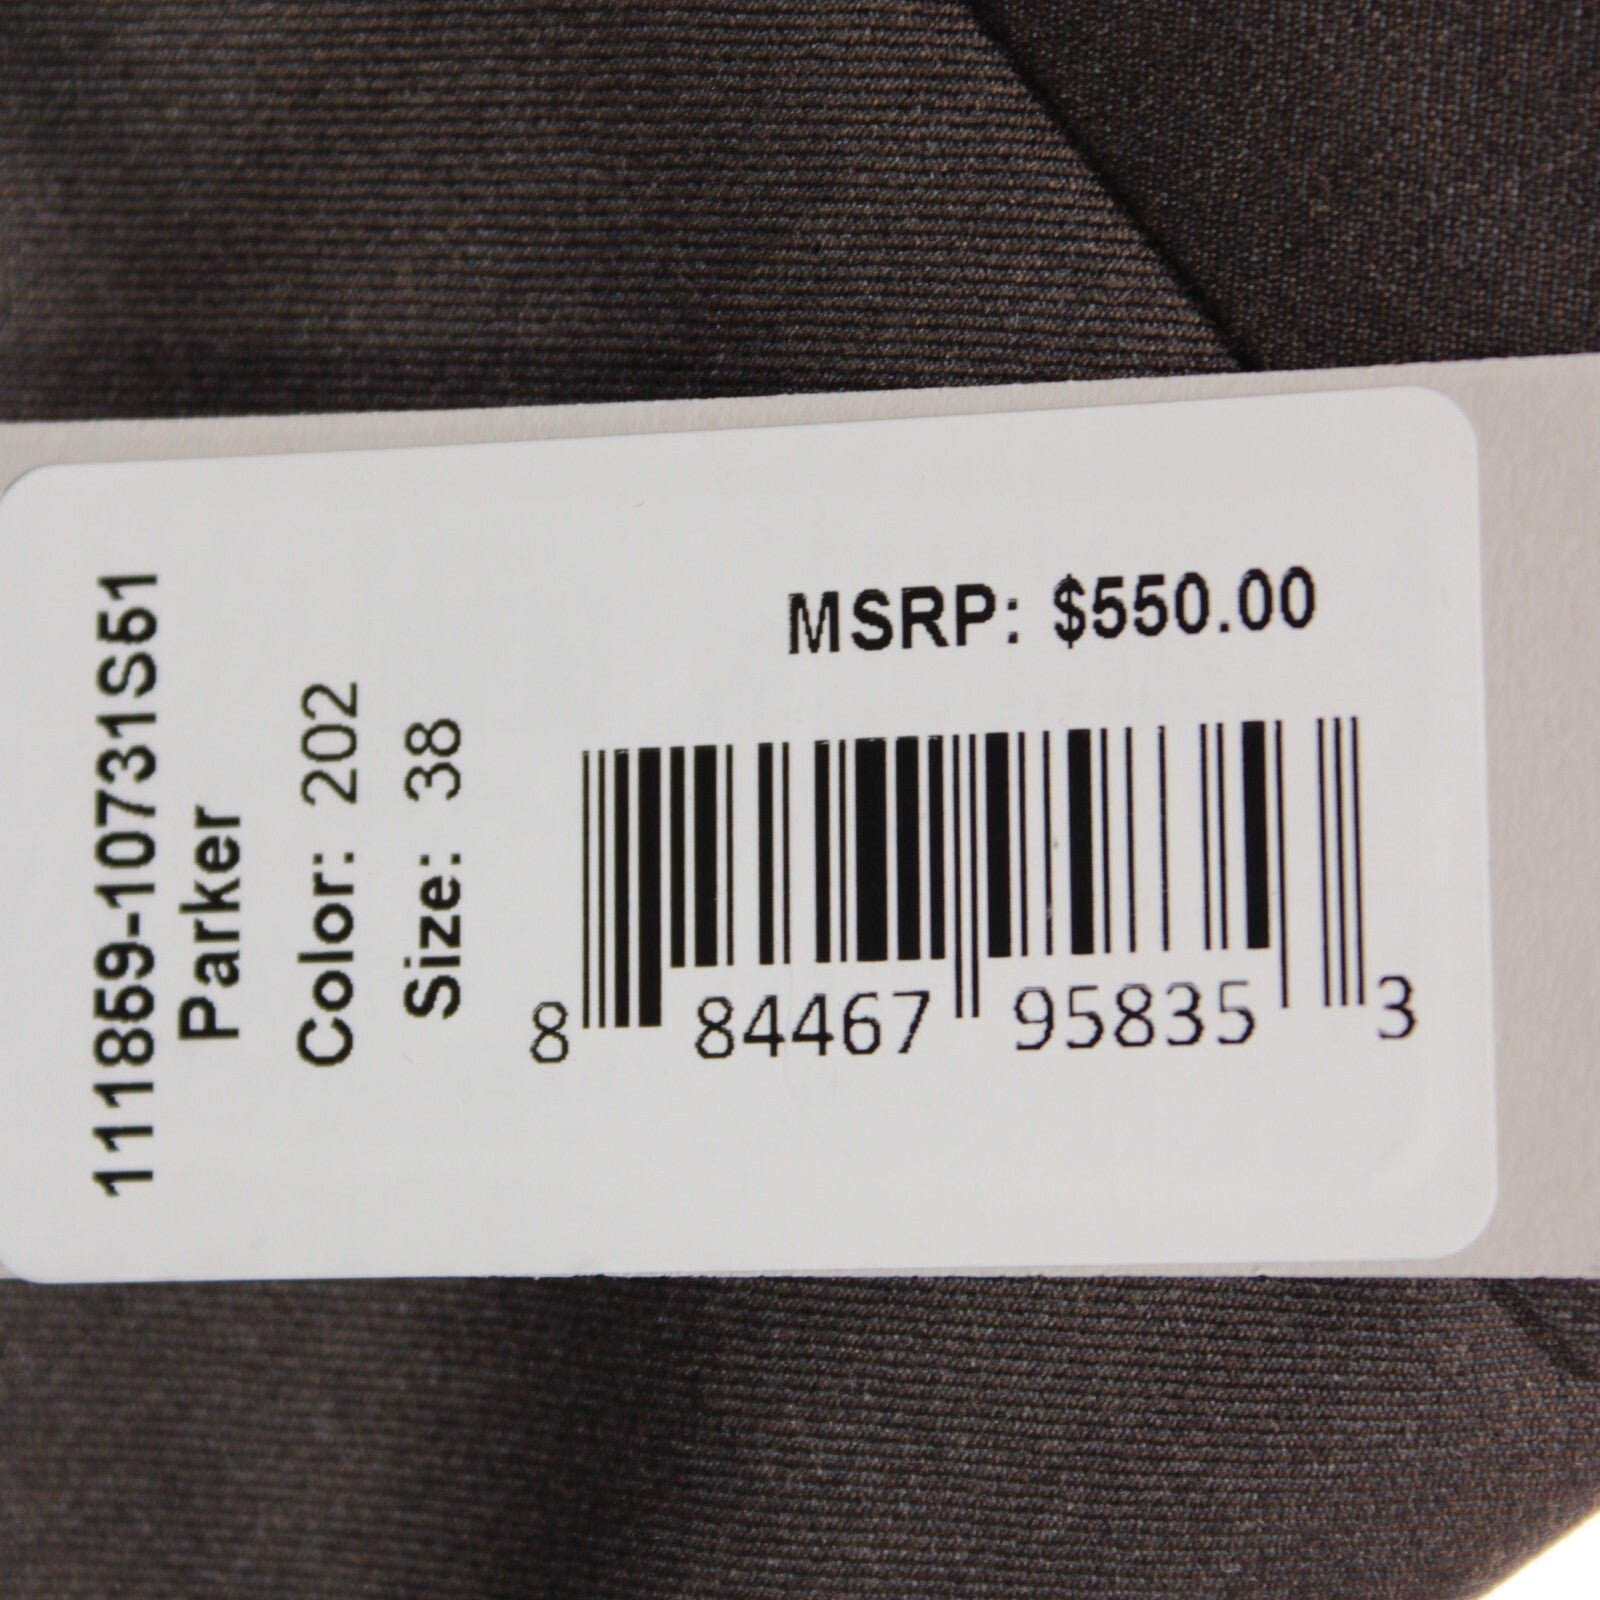 111859-10731S51
Parker
Color: 202
Size: 38
MSRP: $550.00
8 84467 95835 3